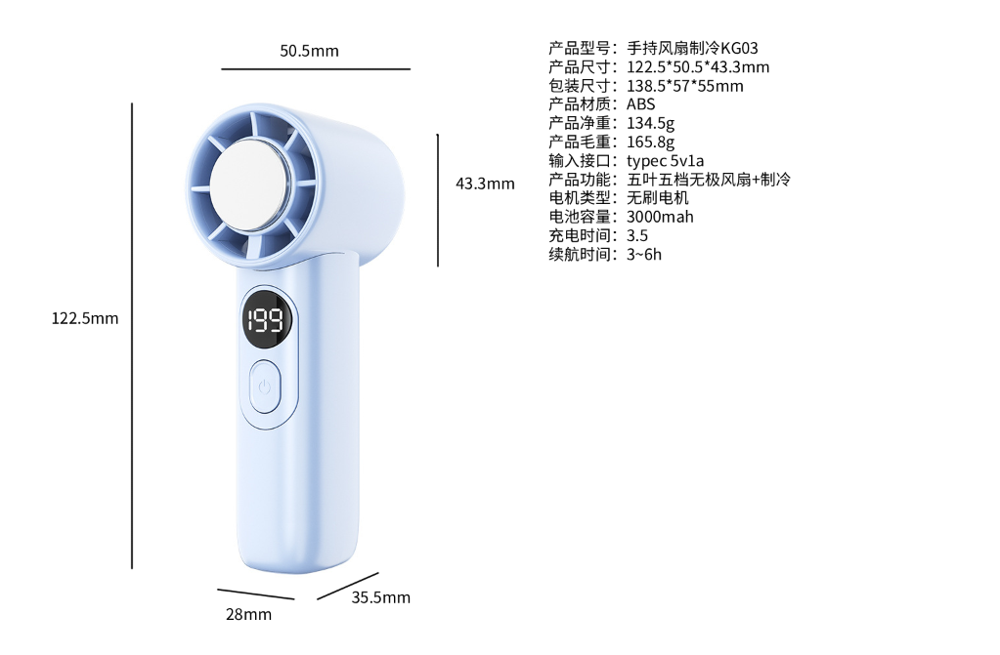 50.5mm
43.3mm
122.5mm
199
28mm
35.5mm
产品型号：手持风扇制冷KG03
产品尺寸：122.5*50.5*43.3mm
包装尺寸：138.5*57*55mm
产品材质：ABS
产品净重：134.5g
产品毛重：165.8g
输入接口：typec 5v1a
产品功能：五叶五档无极风扇+制冷
电机类型：无刷电机
电池容量：3000mah
充电时间：3.5
续航时间：3~6h